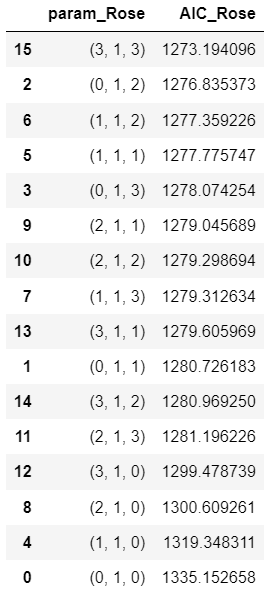 param_Rose AIC_Rose
15 (3, 1, 3) 1273.194096
2 (0, 1, 2) 1276.835373
6 (1, 1, 2) 1277.359226
5 (1, 1, 1) 1277.775747
3 (0, 1, 3) 1278.074254
9 (2, 1, 1) 1279.045689
10 (2, 1, 2) 1279.298694
7 (1, 1, 3) 1279.312634
13 (3, 1, 1) 1279.605969
1 (0, 1, 1) 1280.726183
14 (3, 1, 2) 1280.969250
11 (2, 1, 3) 1281.196226
12 (3, 1, 0) 1299.478739
8 (2, 1, 0) 1300.609261
4 (1, 1, 0) 1319.348311
0 (0, 1, 0) 1335.152658